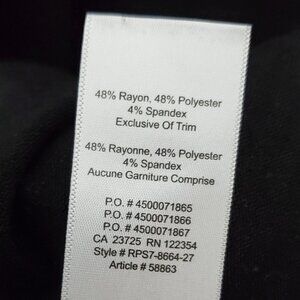 48% Rayon, 48% Polyester
4% Spandex
Exclusive Of Trim
48% Rayonne, 48% Polyester
4% Spandex
Aucune Garniture Comprise
P.O. # 4500071865
P.O. # 4500071866
P.O. # 4500071867
CA 23725 RN 122354
Style # RPS7-8664-27
Article # 58863